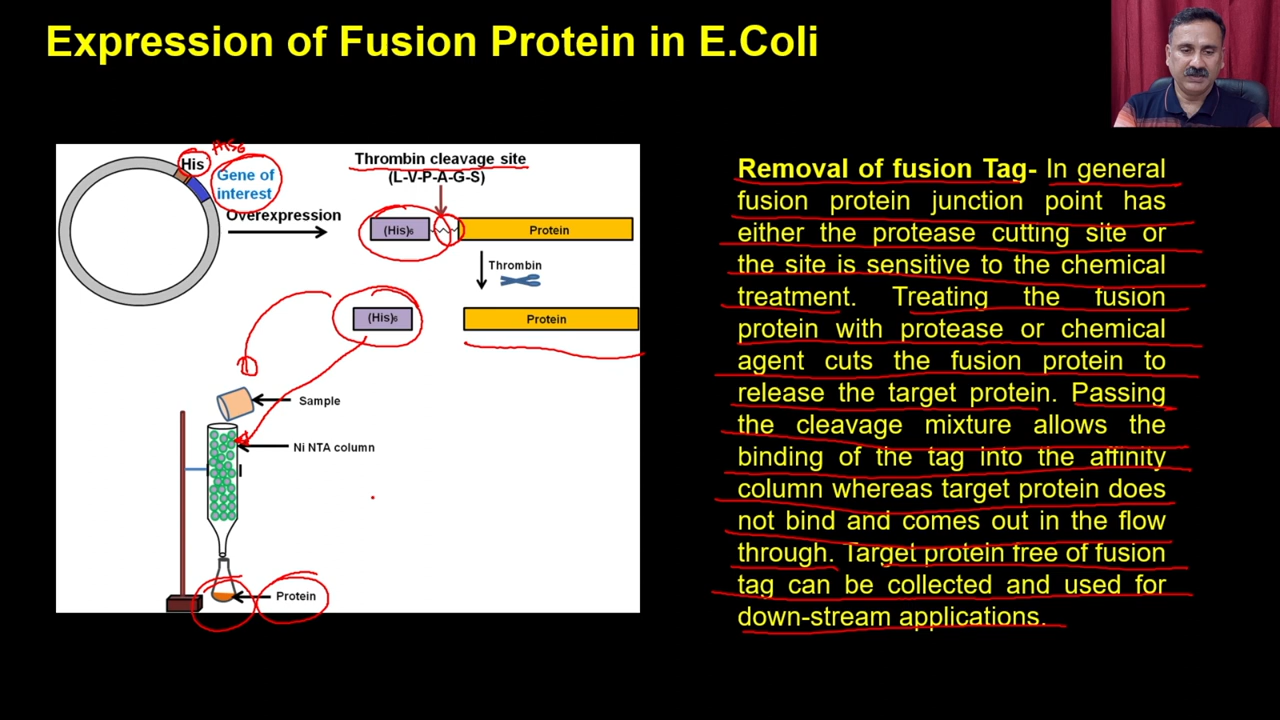 Expression of Fusion Protein in E.Coli
His
His6
Gene of
interest
Overexpression
Thrombin cleavage site
(L-V-P-A-G-S)
(His)₆
Protein
Thrombin
(His)₆
Protein
Sample
Ni NTA column
Protein
Removal of fusion Tag- In general
fusion protein junction point has
either the protease cutting site or
the site is sensitive to the chemical
treatment. Treating the fusion
protein with protease or chemical
agent cuts the fusion protein to
release the target protein. Passing
the cleavage mixture allows the
binding of the tag into the affinity
column whereas target protein does
not bind and comes out in the flow
through. Target protein free of fusion
tag can be collected and used for
down-stream applications.